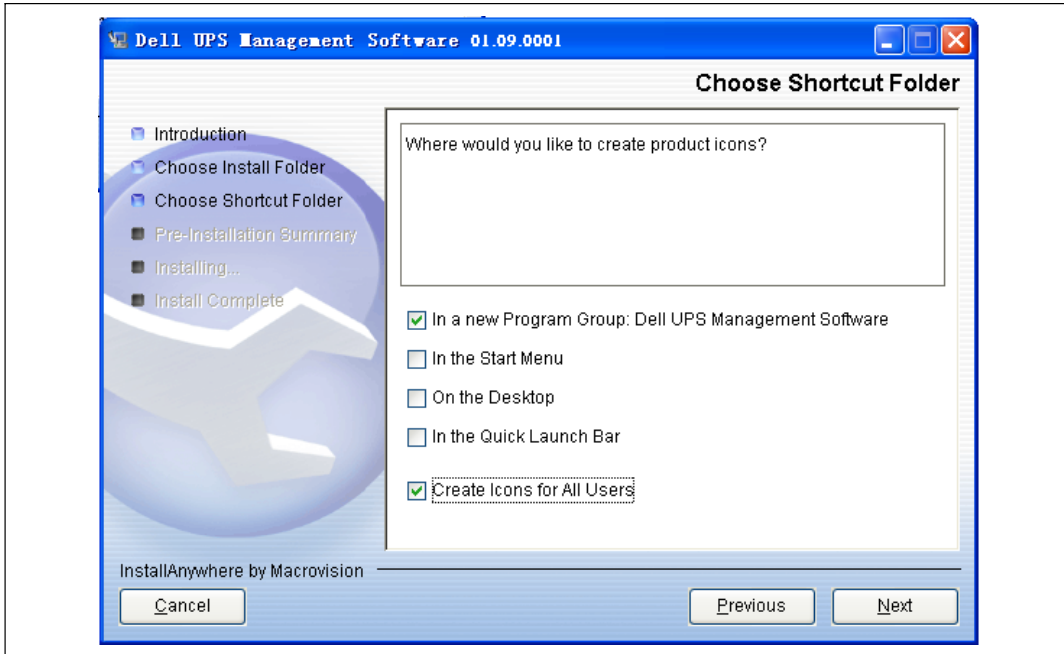 Dell UPS Management Software 01.09.0001
Choose Shortcut Folder
Introduction
Choose Install Folder
Choose Shortcut Folder
Pre-Installation Summary
Installing...
Install Complete
Where would you like to create product icons?
In a new Program Group: Dell UPS Management Software
In the Start Menu
On the Desktop
In the Quick Launch Bar
Create Icons for All Users
InstallAnywhere by Macrovision
Cancel
Previous
Next